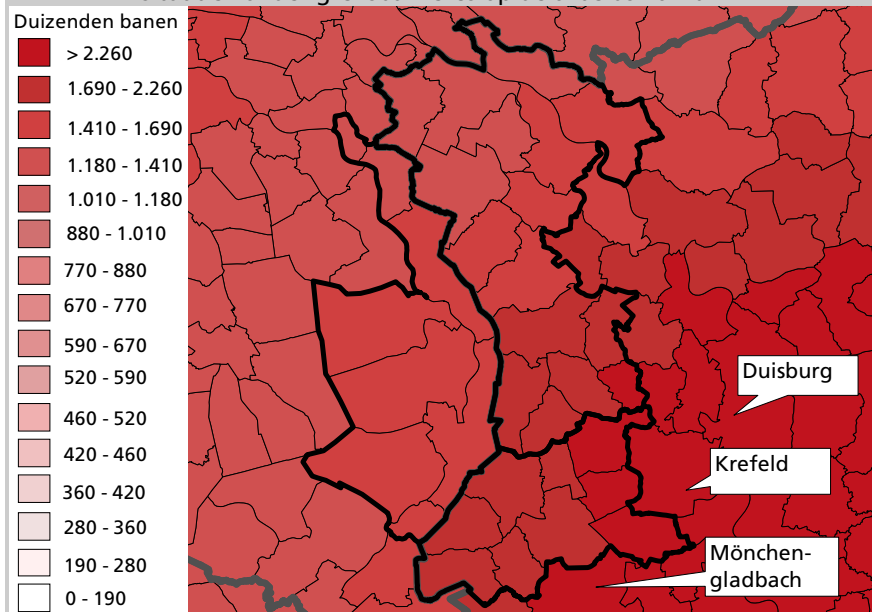 Duizenden banen
> 2.260
1.690 - 2.260
1.410 - 1.690
1.180 - 1.410
1.010 - 1.180
880 - 1.010
770 - 880
670 - 770
590 - 670
520 - 590
460 - 520
420 - 460
360 - 420
280 - 360
190 - 280
0 - 190
Duisburg
Krefeld
Mönchen-
gladbach